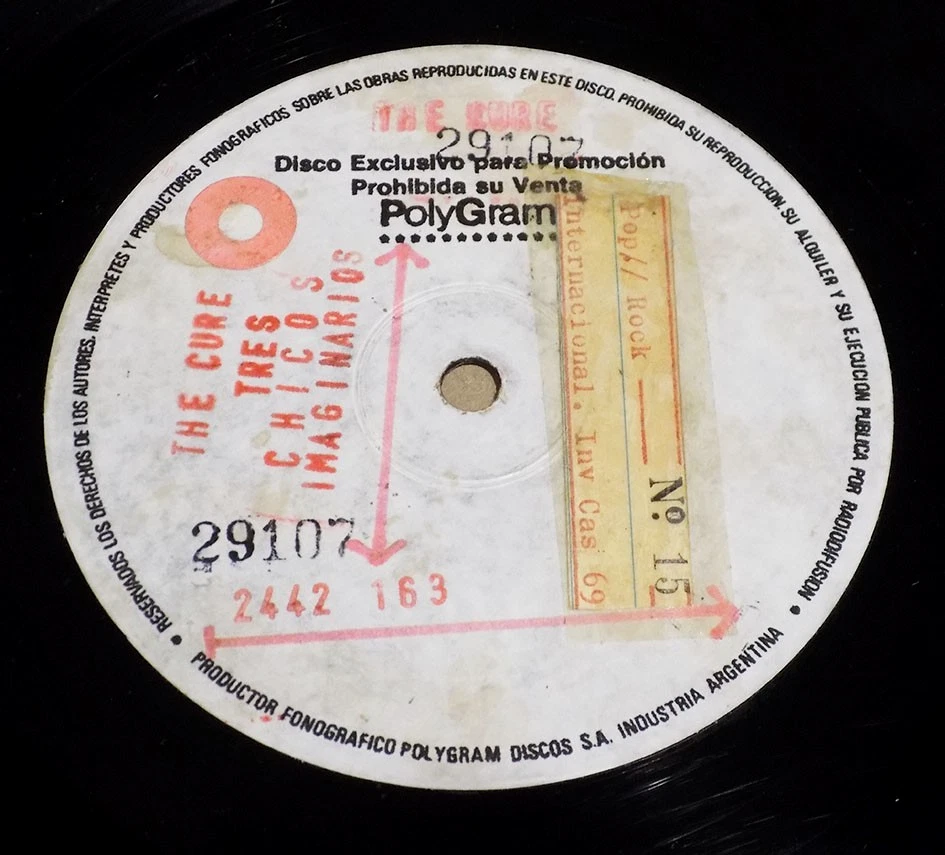 RESERVADOS LOS DERECHOS DE LOS AUTORES, INTERPRETES Y PRODUCTORES FONOGRAFICOS SOBRE LAS OBRAS REPRODUCIDAS EN ESTE DISCO. PROHIBIDA SU REPRODUCCION, SU ALQUILER Y SU EJECUCION PUBLICA POR RADIODIFUSION
THE CURE
29107
Disco Exclusivo para Promoción
Prohibida su Venta
PolyGram
THE CURE
TRES
CHICOS
IMAGINARIOS
29107
2442 163
Pop// Rock — Nº 15
Internacional. Inv Cas 69
PRODUCTOR FONOGRAFICO POLYGRAM DISCOS S.A. INDUSTRIA ARGENTINA